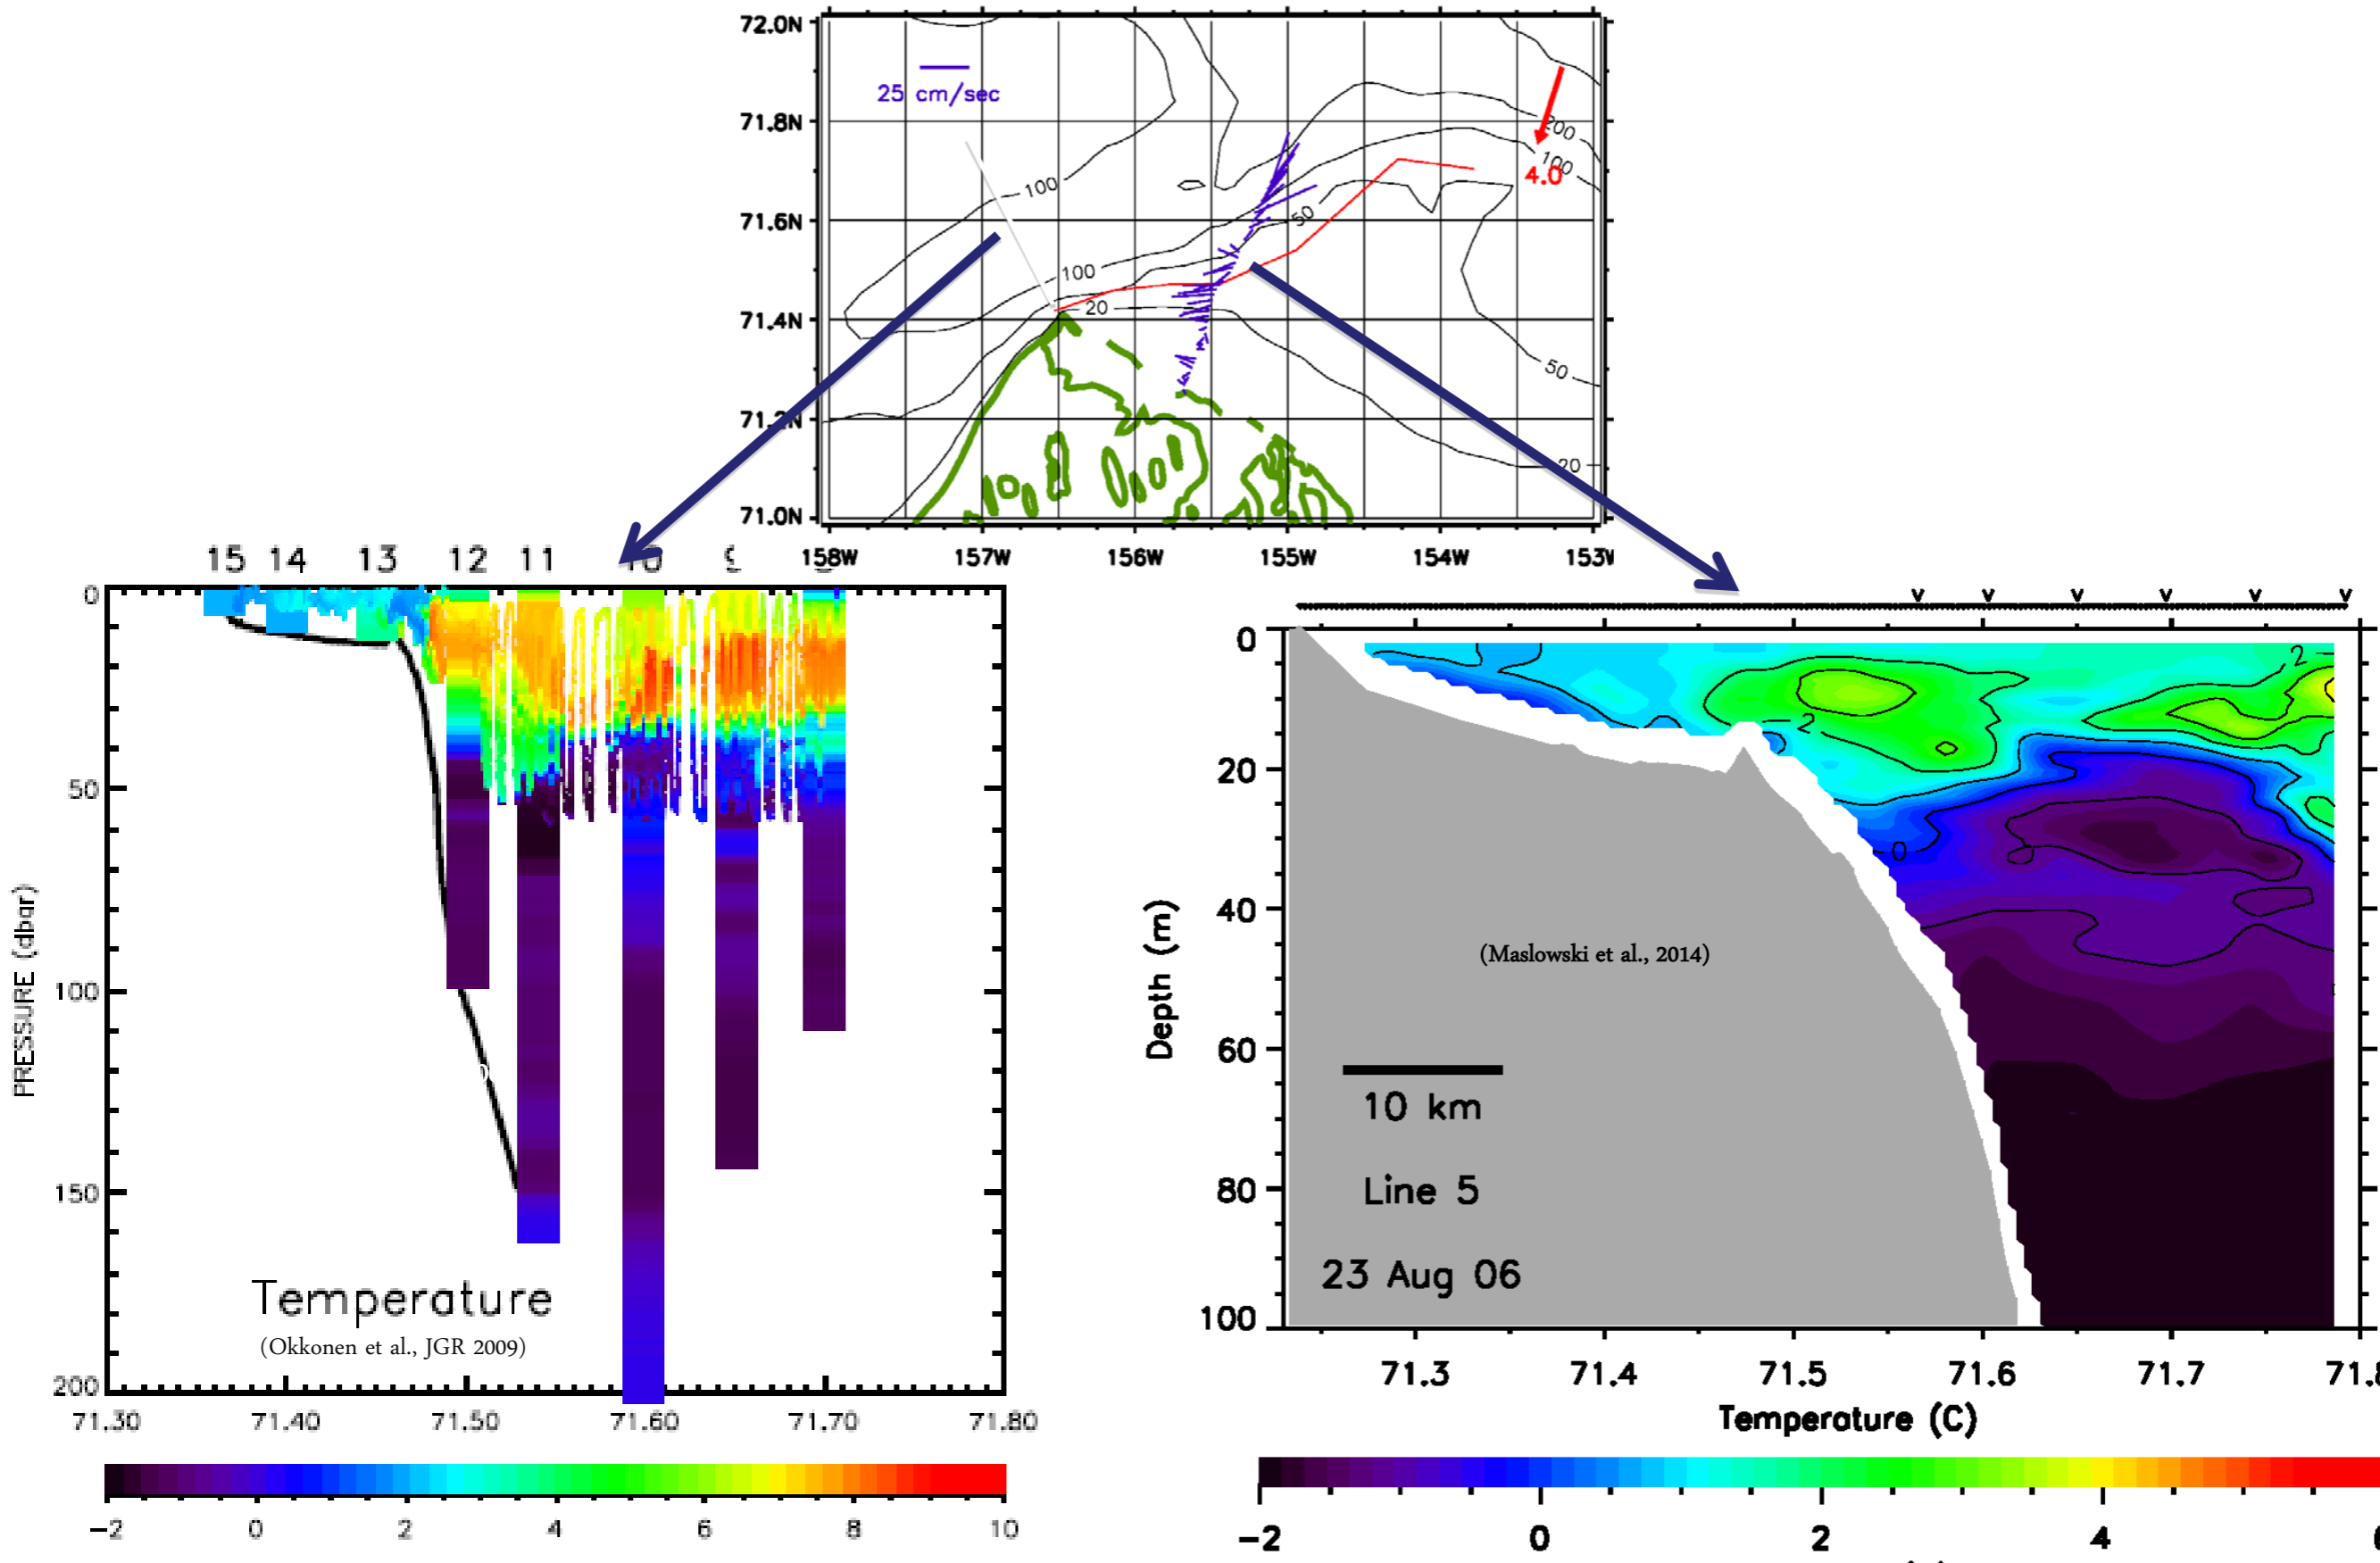 72.0N
25 cm/sec
71.8N
200
100
4.0
100
71.6N
50
100
20
71.4N
50
71.2N
20
71.0N
158W 157W 156W 155W 154W
15 14 13 12 11
0
50
100
150
200
PRESSURE (dbar)
Temperature
(Okkonen et al., JGR 2009)
71.30 71.40 71.50 71.60 71.70 71.80
−2 0 2 4 6 8 10
0
20
40
60
80
100
Depth (m)
2
2
0
(Maslowski et al., 2014)
10 km
Line 5
23 Aug 06
71.3 71.4 71.5 71.6 71.7
Temperature (C)
−2 0 2 4